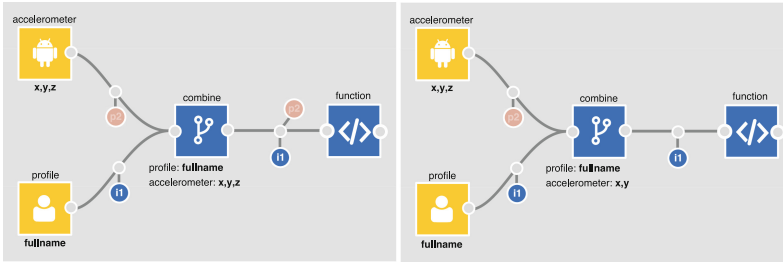 accelerometer
x,y,z
p2
combine
p2
function
</>
i1
profile: fullname
accelerometer: x,y,z
profile
i1
fullname
accelerometer
x,y,z
p2
combine
function
</>
i1
profile: fullname
accelerometer: x,y
profile
i1
fullname